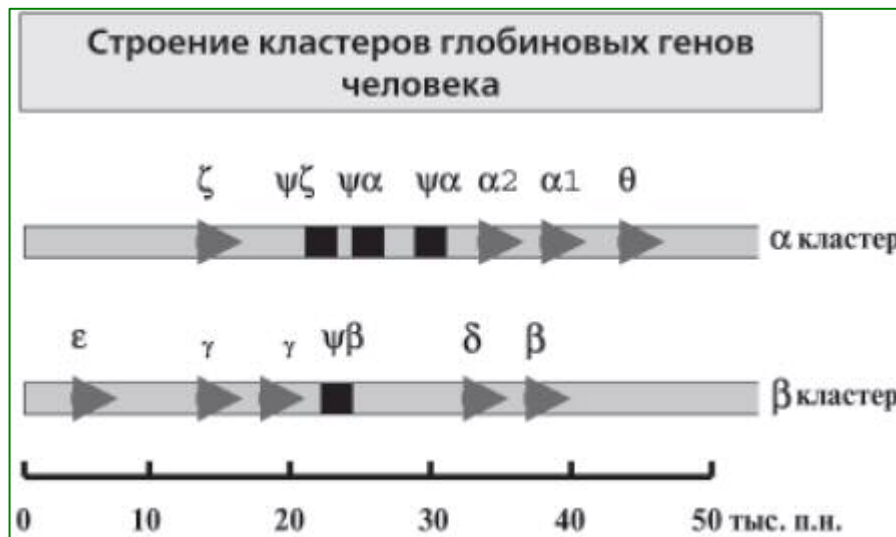 Строение кластеров глобиновых генов
человека
ζ ψζ ψα ψα α2 α1 θ
α кластер
ε γ γ ψβ δ β
β кластер
0 10 20 30 40 50 тыс. п.н.